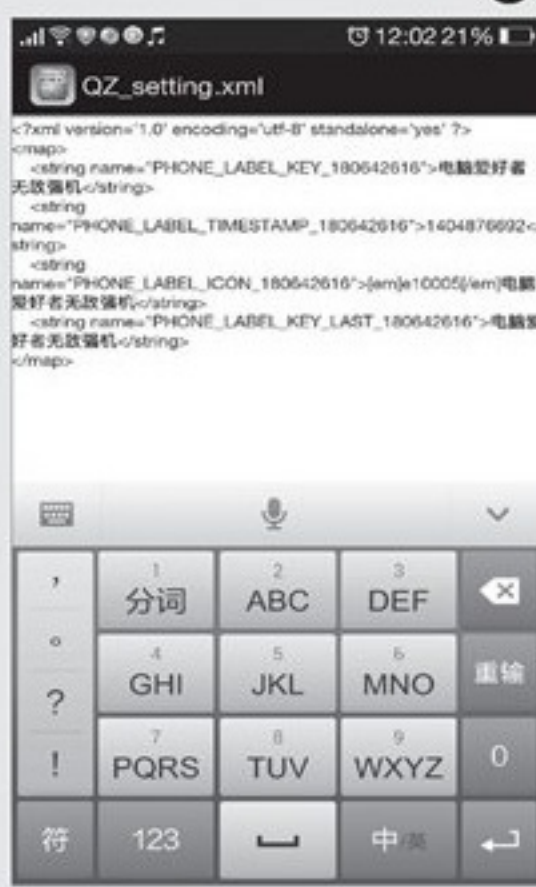 12:02 21%
QZ_setting.xml
<?xml version='1.0' encoding='utf-8' standalone='yes' ?>
<map>
<string name="PHONE_LABEL_KEY_180642616">电脑爱好者
无敌强机</string>
<string
name="PHONE_LABEL_TIMESTAMP_180642616">1404876692<
string>
<string
name="PHONE_LABEL_ICON_180642616">[em]e10005[/em]电脑
爱好者无敌强机</string>
<string name="PHONE_LABEL_KEY_LAST_180642616">电脑爱
好者无敌强机</string>
</map>
, 1 2 3
分词 ABC DEF
。 4 5 6
? GHI JKL MNO 重输
7 8 9
! PQRS TUV WXYZ 0
符 123 中/英